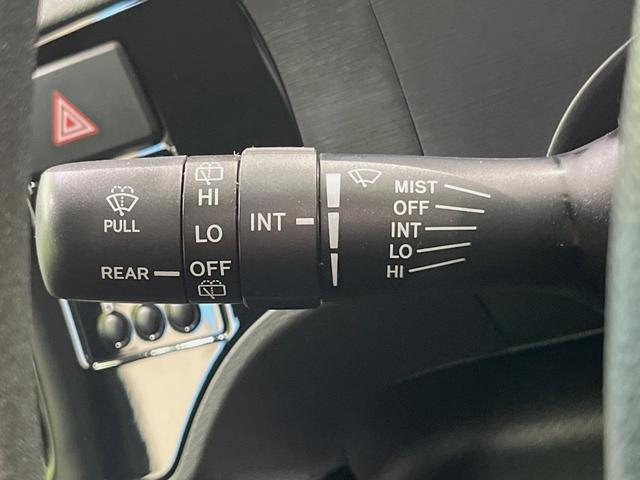 PULL
REAR
HI
LO
OFF
INT
MIST
OFF
INT
LO
HI